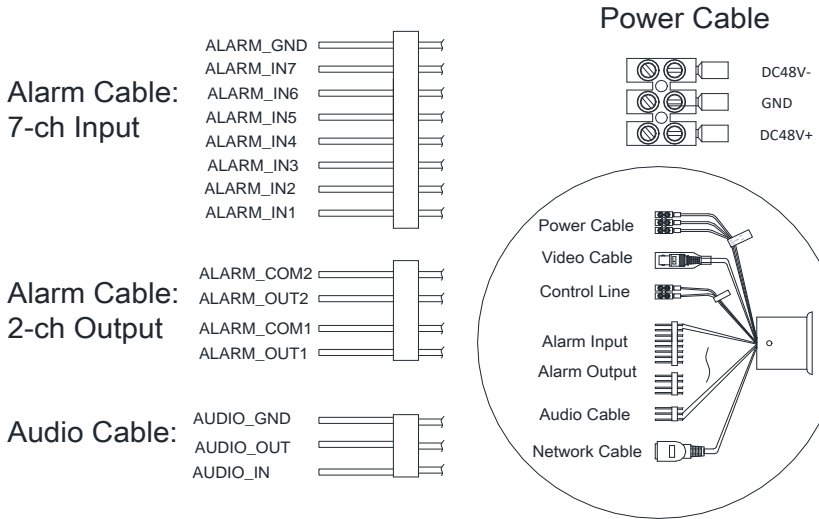 Alarm Cable:
7-ch Input
ALARM_GND
ALARM_IN7
ALARM_IN6
ALARM_IN5
ALARM_IN4
ALARM_IN3
ALARM_IN2
ALARM_IN1
Alarm Cable:
2-ch Output
ALARM_COM2
ALARM_OUT2
ALARM_COM1
ALARM_OUT1
Audio Cable:
AUDIO_GND
AUDIO_OUT
AUDIO_IN
Power Cable
DC48V-
GND
DC48V+
Power Cable
Video Cable
Control Line
Alarm Input
Alarm Output
Audio Cable
Network Cable